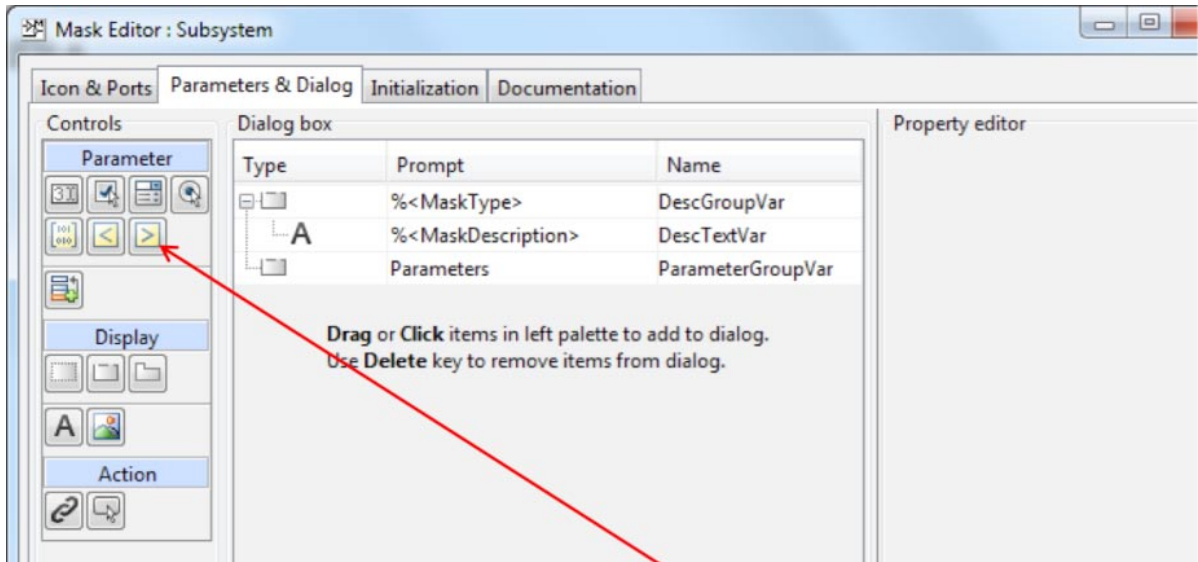 Mask Editor : Subsystem
Icon & Ports Parameters & Dialog Initialization Documentation
Controls Dialog box Property editor
Parameter
Type Prompt Name
%<MaskType> DescGroupVar
A %<MaskDescription> DescTextVar
Parameters ParameterGroupVar
Display
Drag or Click items in left palette to add to dialog.
Use Delete key to remove items from dialog.
A
Action